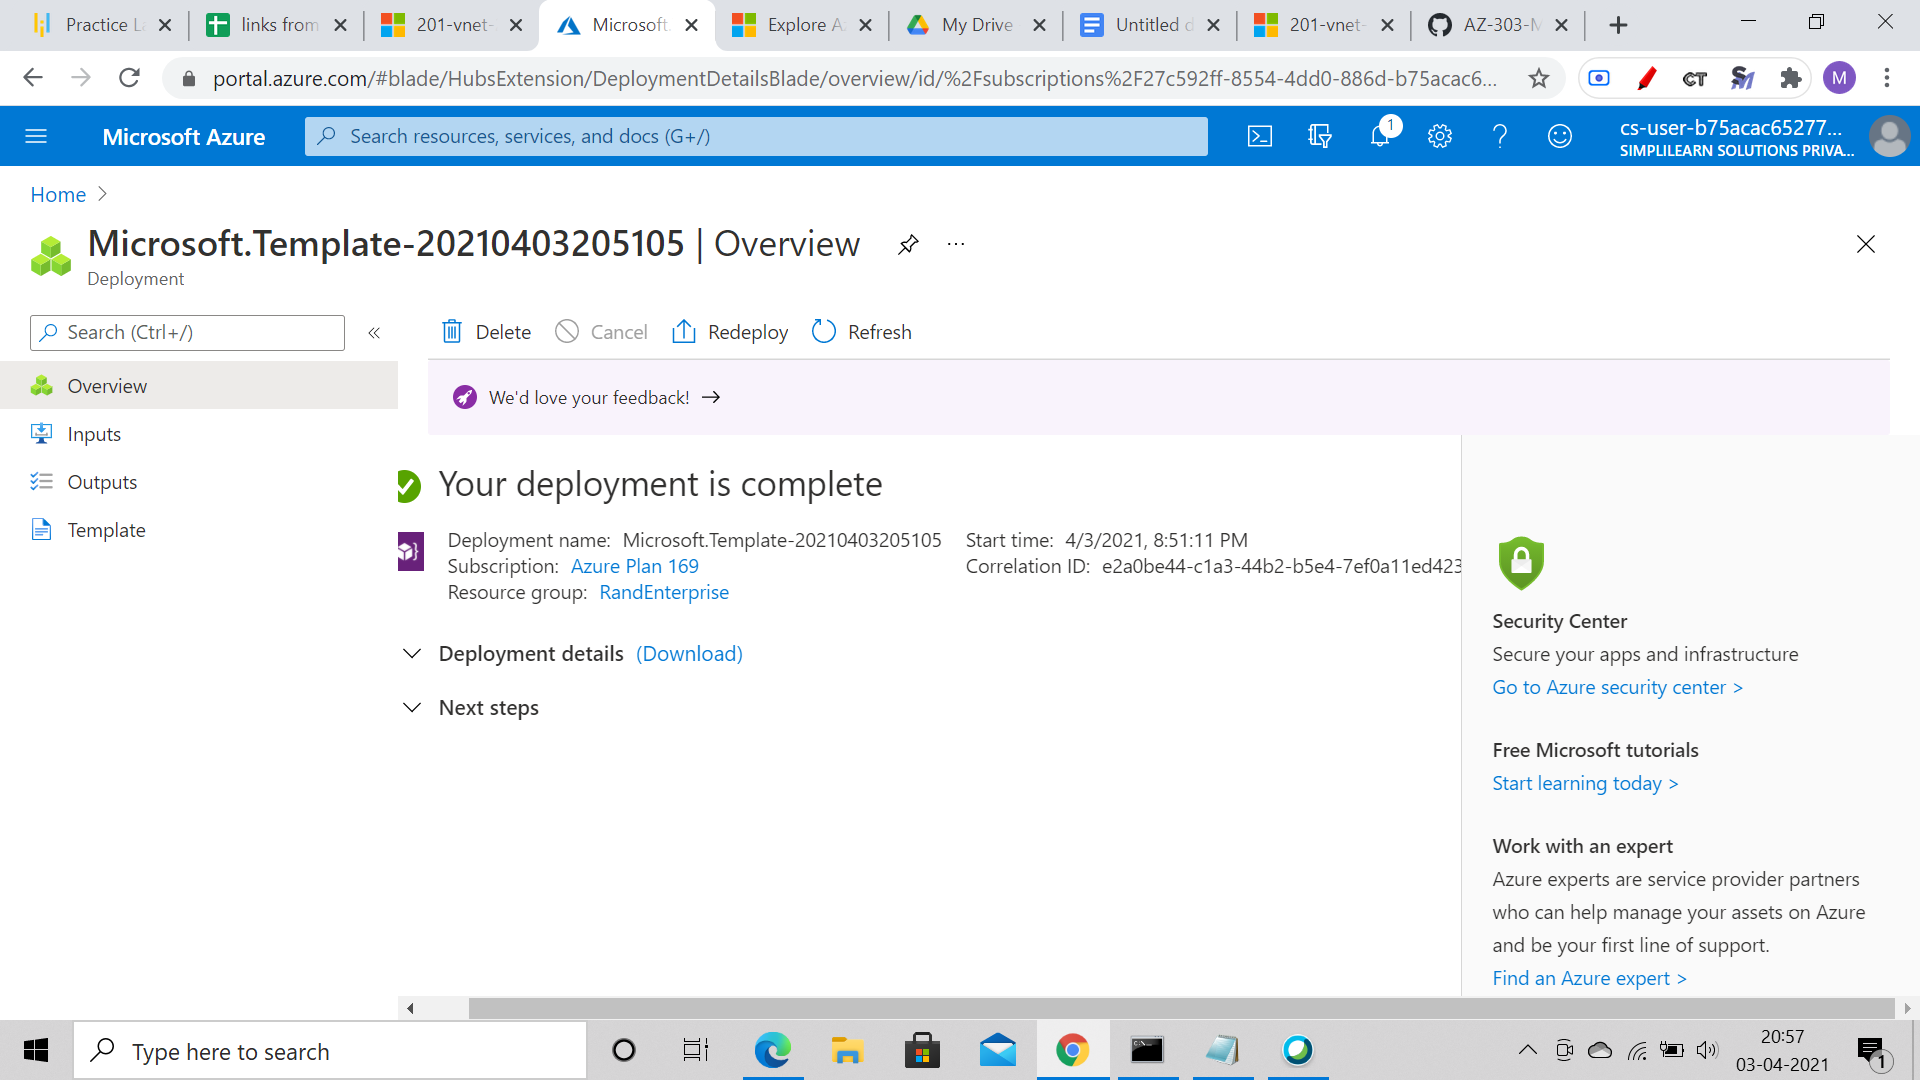 Practice L
links from
201-vnet-
Microsoft
Explore A
My Drive
Untitled d
201-vnet-
AZ-303-M
portal.azure.com/#blade/HubsExtension/DeploymentDetailsBlade/overview/id/%2Fsubscriptions%2F27c592ff-8554-4dd0-886d-b75acac6...
CT
M
Microsoft Azure
Search resources, services, and docs (G+/)
1
cs-user-b75acac65277...
SIMPLILEARN SOLUTIONS PRIVA...
Home
Microsoft.Template-20210403205105 | Overview
...
Deployment
Search (Ctrl+/)
«
Delete
Cancel
Redeploy
Refresh
Overview
Inputs
Outputs
Template
We'd love your feedback! →
Your deployment is complete
Deployment name: Microsoft.Template-20210403205105
Subscription: Azure Plan 169
Resource group: RandEnterprise
Start time: 4/3/2021, 8:51:11 PM
Correlation ID: e2a0be44-c1a3-44b2-b5e4-7ef0a11ed423
Deployment details (Download)
Next steps
Security Center
Secure your apps and infrastructure
Go to Azure security center >
Free Microsoft tutorials
Start learning today >
Work with an expert
Azure experts are service provider partners
who can help manage your assets on Azure
and be your first line of support.
Find an Azure expert >
Type here to search
20:57
03-04-2021
1